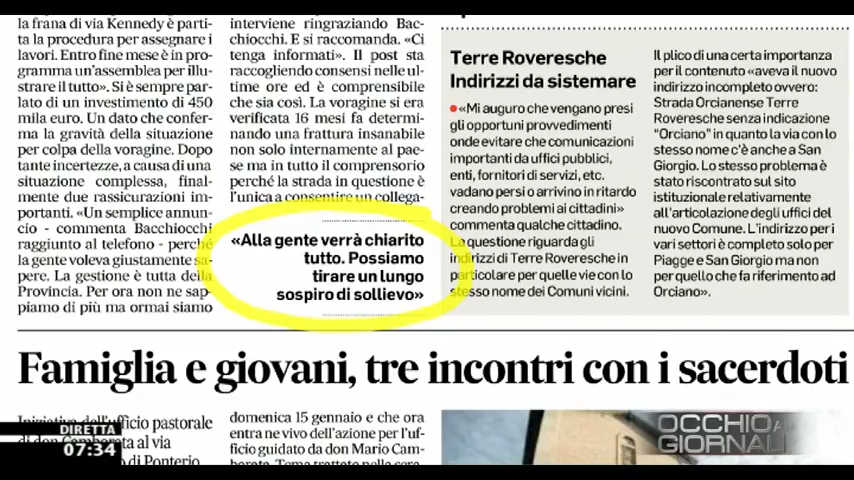 la frana di via Kennedy è parti-
ta la procedura per assegnare i
lavori. Entro fine mese è in pro-
gramma un'assemblea per illu-
strare il tutto». Si è sempre par-
lato di un investimento di 450
mila euro. Un dato che confer-
ma la gravità della situazione
per colpa della voragine. Dopo
tante incertezze, a causa di una
situazione complessa, final-
mente due rassicurazioni im-
portanti. «Un semplice annun-
cio - commenta Bacchiocchi
raggiunto al telefono - perché
la gente voleva giustamente sa-
pere. La gestione è tutta della
Provincia. Per ora non ne sap-
piamo di più ma ormai siamo
interviene ringraziando Bac-
chiocchi. E si raccomanda. «Ci
tenga informati». Il post sta
raccogliendo consensi nelle ul-
time ore ed è comprensibile
che sia così. La voragine si era
verificata 16 mesi fa determi-
nando una frattura insanabile
non solo internamente al pae-
se ma in tutto il comprensorio
perché la strada in questione è
l'unica a consentire un collega-
«Alla gente verrà chiarito
tutto. Possiamo
tirare un lungo
sospiro di sollievo»
Terre Roveresche
Indirizzi da sistemare
«Mi auguro che vengano presi
gli opportuni provvedimenti
onde evitare che comunicazioni
importanti da uffici pubblici,
enti, fornitori di servizi, etc.
vadano persi o arrivino in ritardo
creando problemi ai cittadini»
commenta qualche cittadino.
La questione riguarda gli
indirizzi di Terre Roveresche in
particolare per quelle vie con lo
stesso nome dei Comuni vicini.
Il plico di una certa importanza
per il contenuto «aveva il nuovo
indirizzo incompleto ovvero:
Strada Orcianense Terre
Roveresche senza indicazione
"Orciano" in quanto la via con lo
stesso nome c'è anche a San
Giorgio. Lo stesso problema è
stato riscontrato sul sito
istituzionale relativamente
all'articolazione degli uffici del
nuovo Comune. L'indirizzo per i
vari settori è completo solo per
Piagge e San Giorgio ma non
per quello che fa riferimento ad
Orciano».
Famiglia e giovani, tre incontri con i sacerdoti
Iniziativa dell'ufficio pastorale
al via
di Ponterio
domenica 15 gennaio e che ora
entra ne vivo dell'azione per l'uf-
ficio guidato da don Mario Cam-
DIRETTA
07:34
OCCHIO AI
GIORNALI